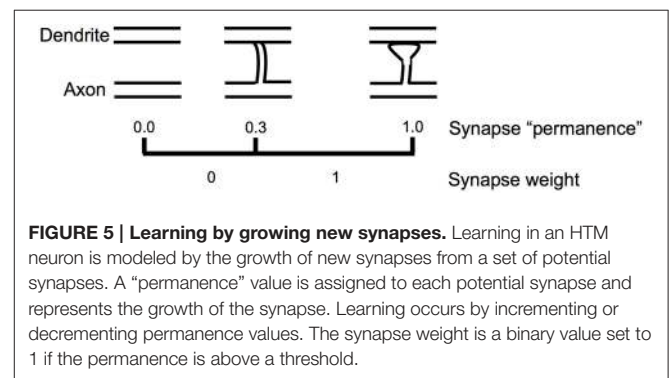 Dendrite
Axon
0.0 0.3 1.0 Synapse “permanence”
0 1 Synapse weight
FIGURE 5 | Learning by growing new synapses. Learning in an HTM
neuron is modeled by the growth of new synapses from a set of potential
synapses. A “permanence” value is assigned to each potential synapse and
represents the growth of the synapse. Learning occurs by incrementing or
decrementing permanence values. The synapse weight is a binary value set to
1 if the permanence is above a threshold.